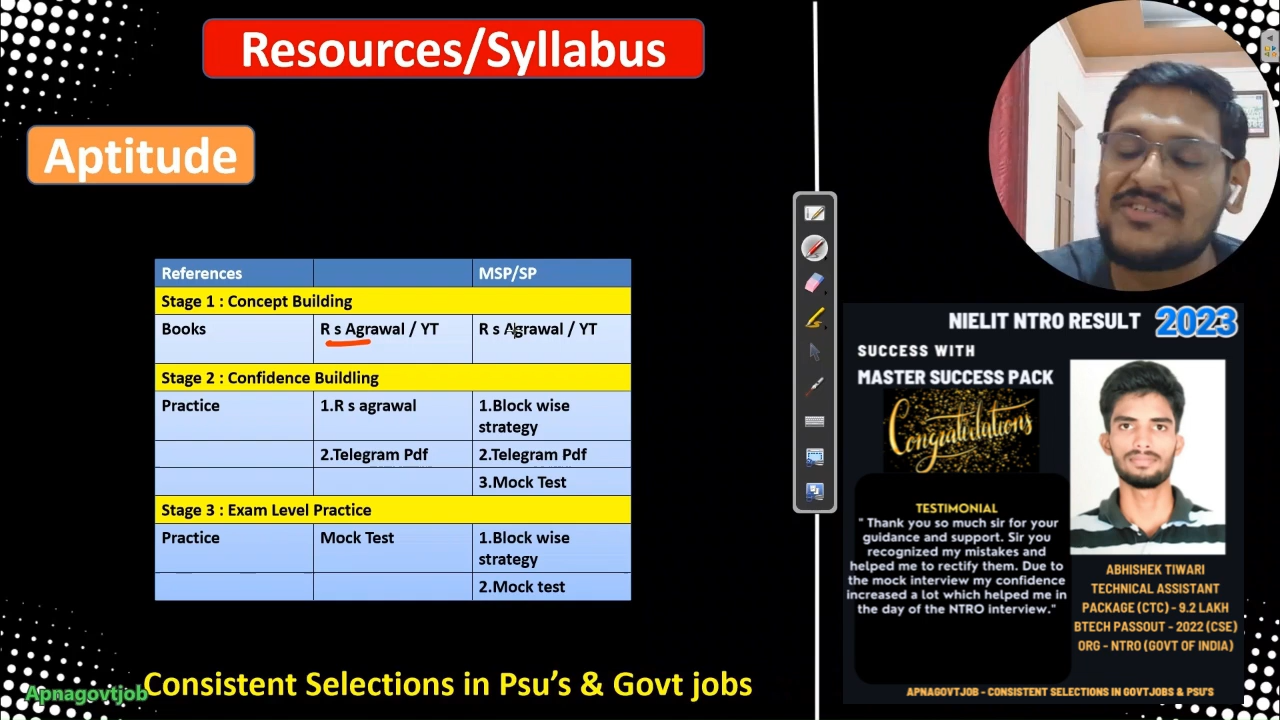 Resources/Syllabus
Aptitude
References MSP/SP
Stage 1 : Concept Building
Books R s Agrawal / YT R s Agrawal / YT
Stage 2 : Confidence Buildling
Practice 1.R s agrawal 1.Block wise
strategy
2.Telegram Pdf 2.Telegram Pdf
3.Mock Test
Stage 3 : Exam Level Practice
Practice Mock Test 1.Block wise
strategy
2.Mock test
Consistent Selections in Psu's & Govt jobs
Apnagovtjob
NIELIT NTRO RESULT 2023
SUCCESS WITH
MASTER SUCCESS PACK
Congratulations
TESTIMONIAL
" Thank you so much sir for your
guidance and support. Sir you
recognized my mistakes and
helped me to rectify them. Due to
the mock interview my confidence
increased a lot which helped me in
the day of the NTRO interview."
ABHISHEK TIWARI
TECHNICAL ASSISTANT
PACKAGE (CTC) - 9.2 LAKH
BTECH PASSOUT - 2022 (CSE)
ORG - NTRO (GOVT OF INDIA)
APNAGOVTJOB - CONSISTENT SELECTIONS IN GOVTJOBS & PSU'S